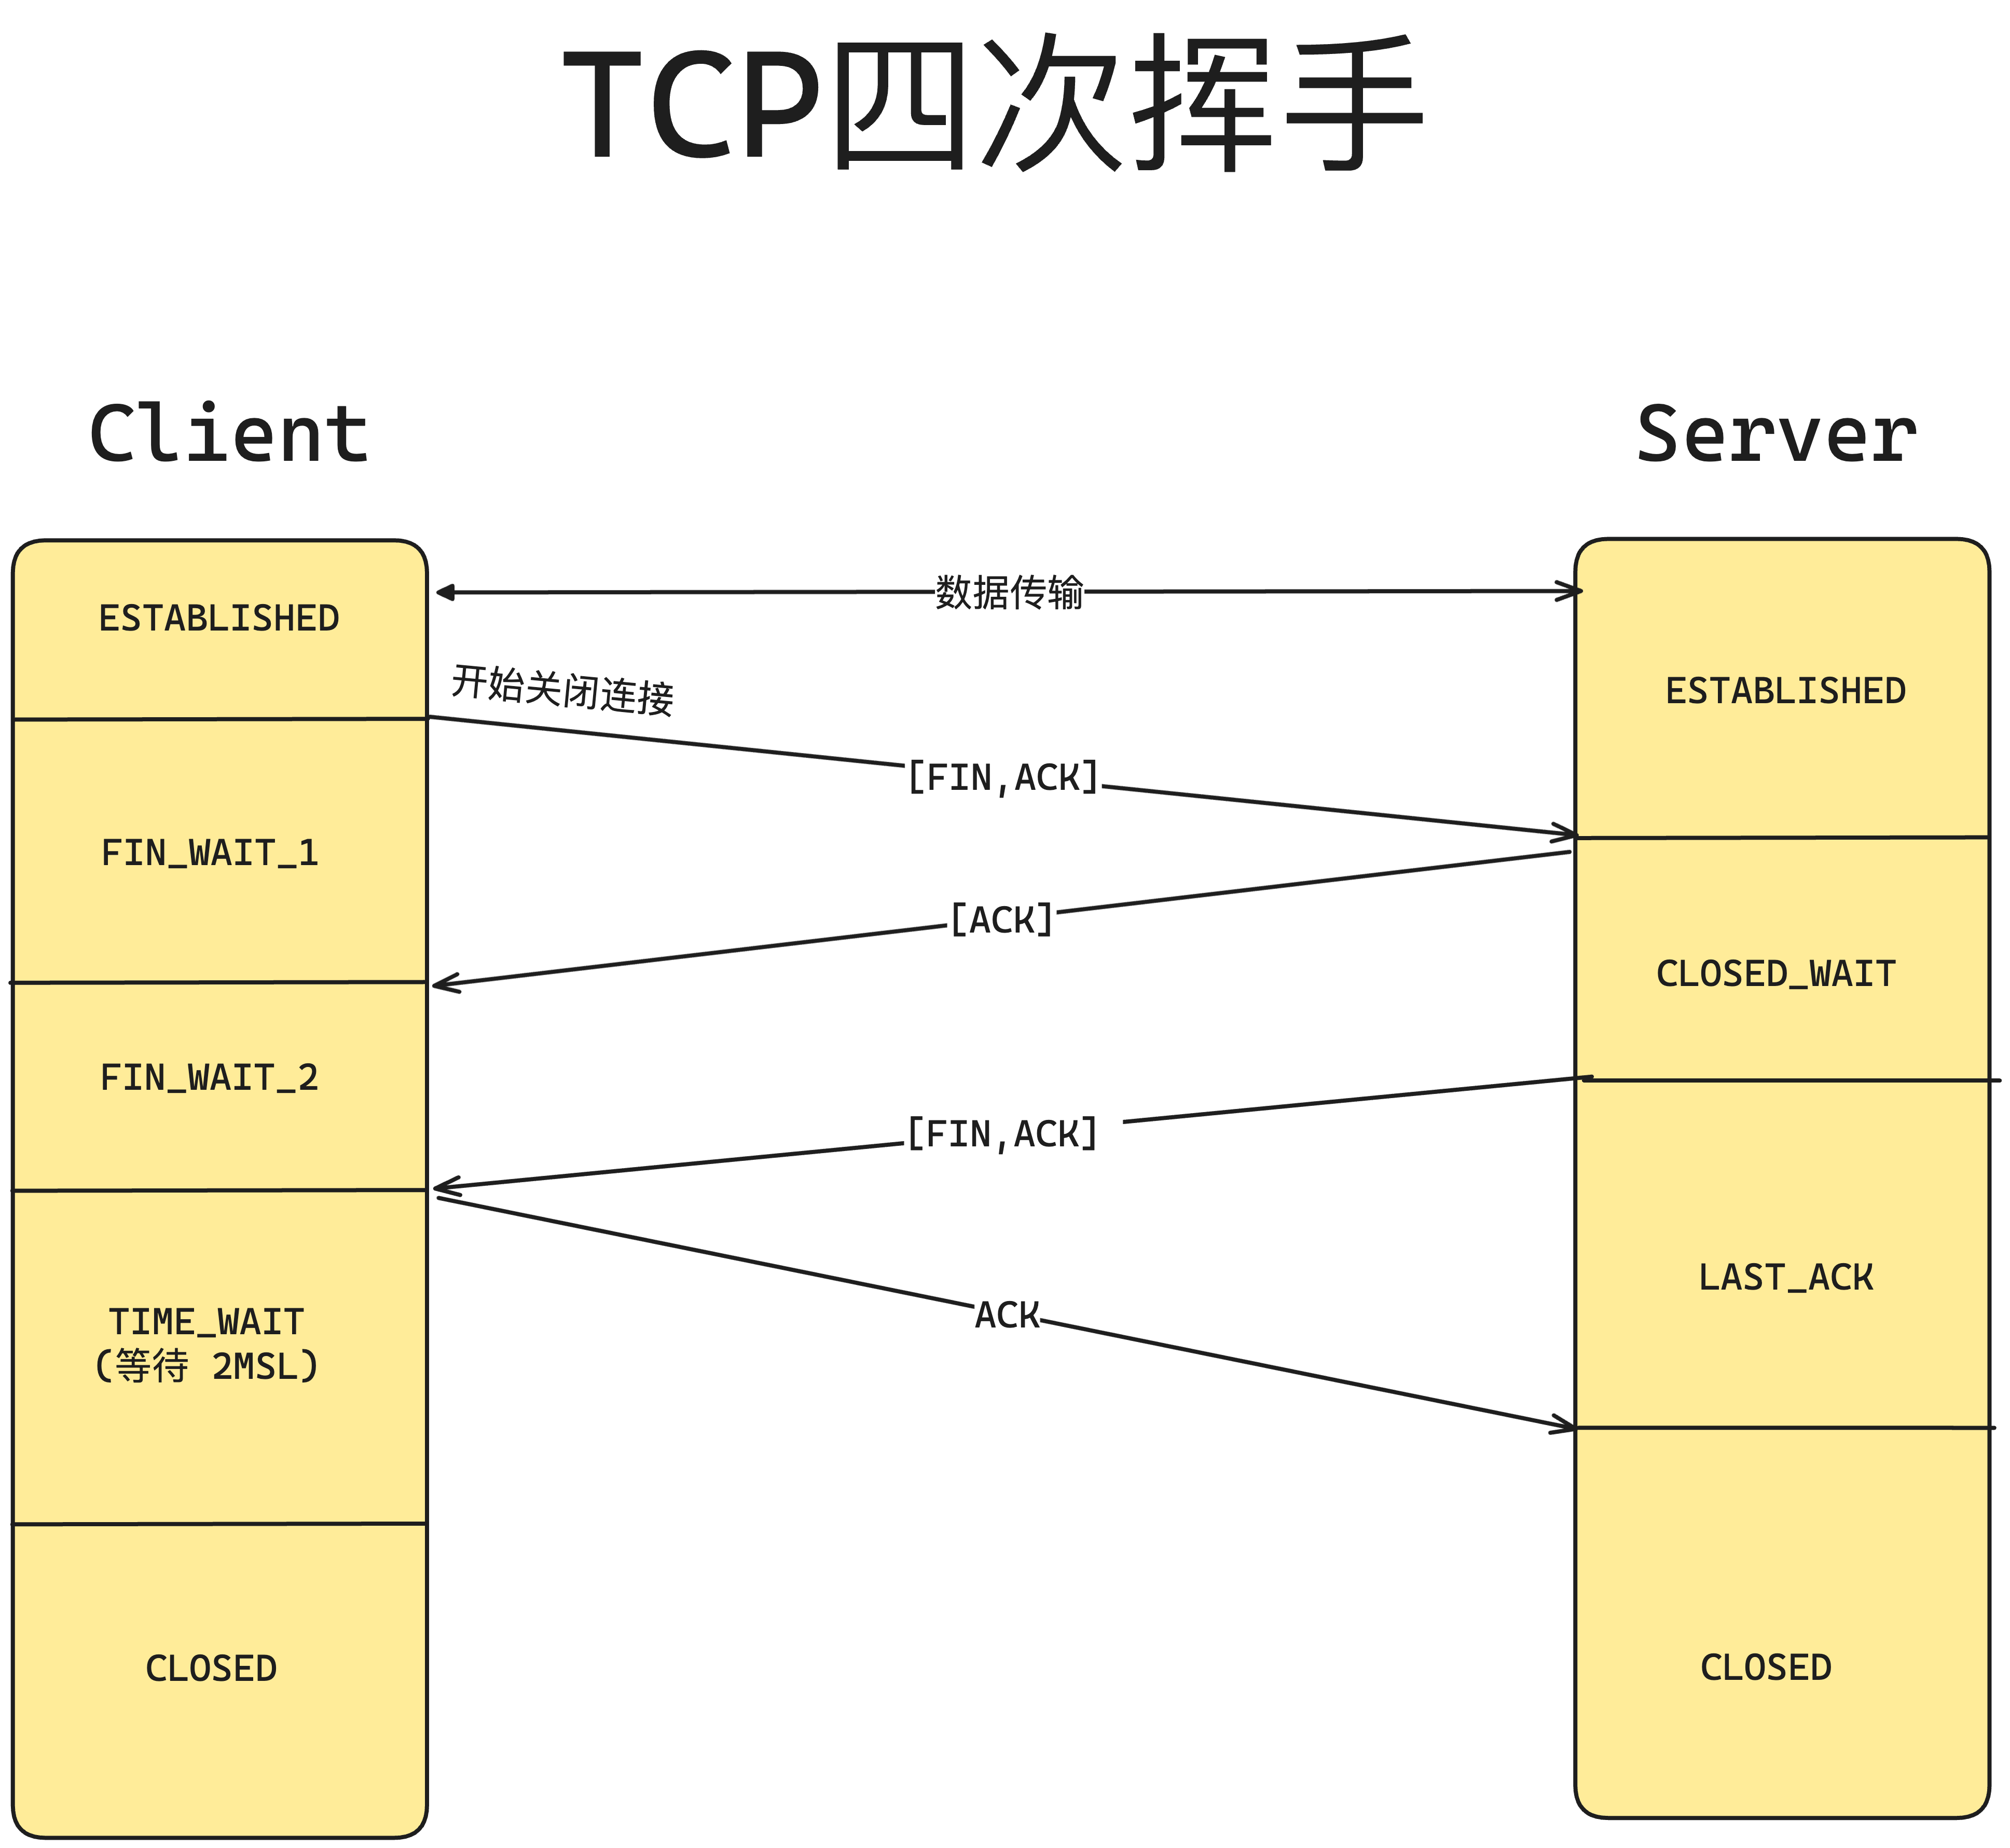 TCP四次挥手
Client
Server
数据传输
ESTABLISHED
开始关闭连接
ESTABLISHED
[FIN,ACK]
FIN_WAIT_1
[ACK]
CLOSED_WAIT
FIN_WAIT_2
[FIN,ACK]
LAST_ACK
TIME_WAIT
(等待 2MSL)
ACK
CLOSED
CLOSED